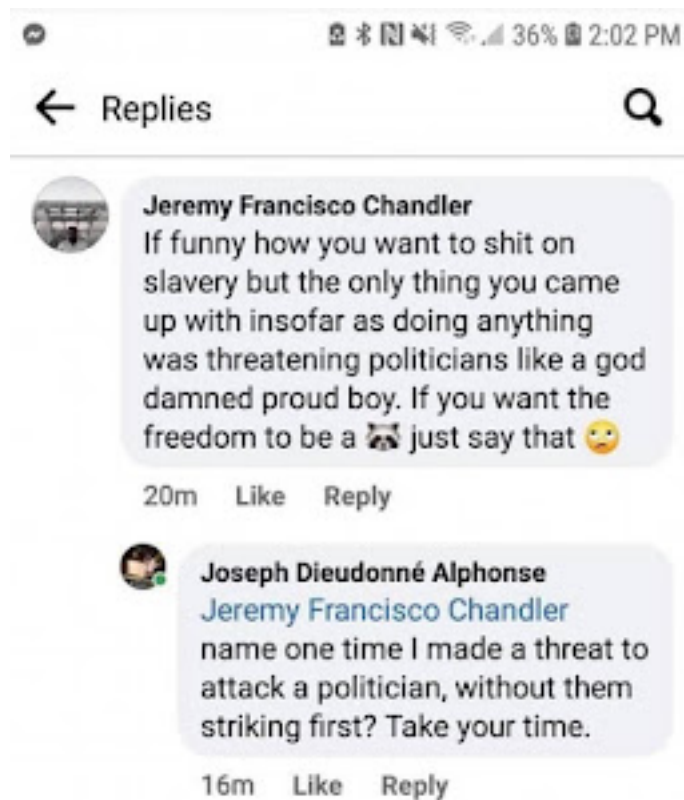 36% 2:02 PM
Replies
Jeremy Francisco Chandler
If funny how you want to shit on
slavery but the only thing you came
up with insofar as doing anything
was threatening politicians like a god
damned proud boy. If you want the
freedom to be a 🦝 just say that 🙄
20m Like Reply
Joseph Dieudonné Alphonse
Jeremy Francisco Chandler
name one time I made a threat to
attack a politician, without them
striking first? Take your time.
16m Like Reply